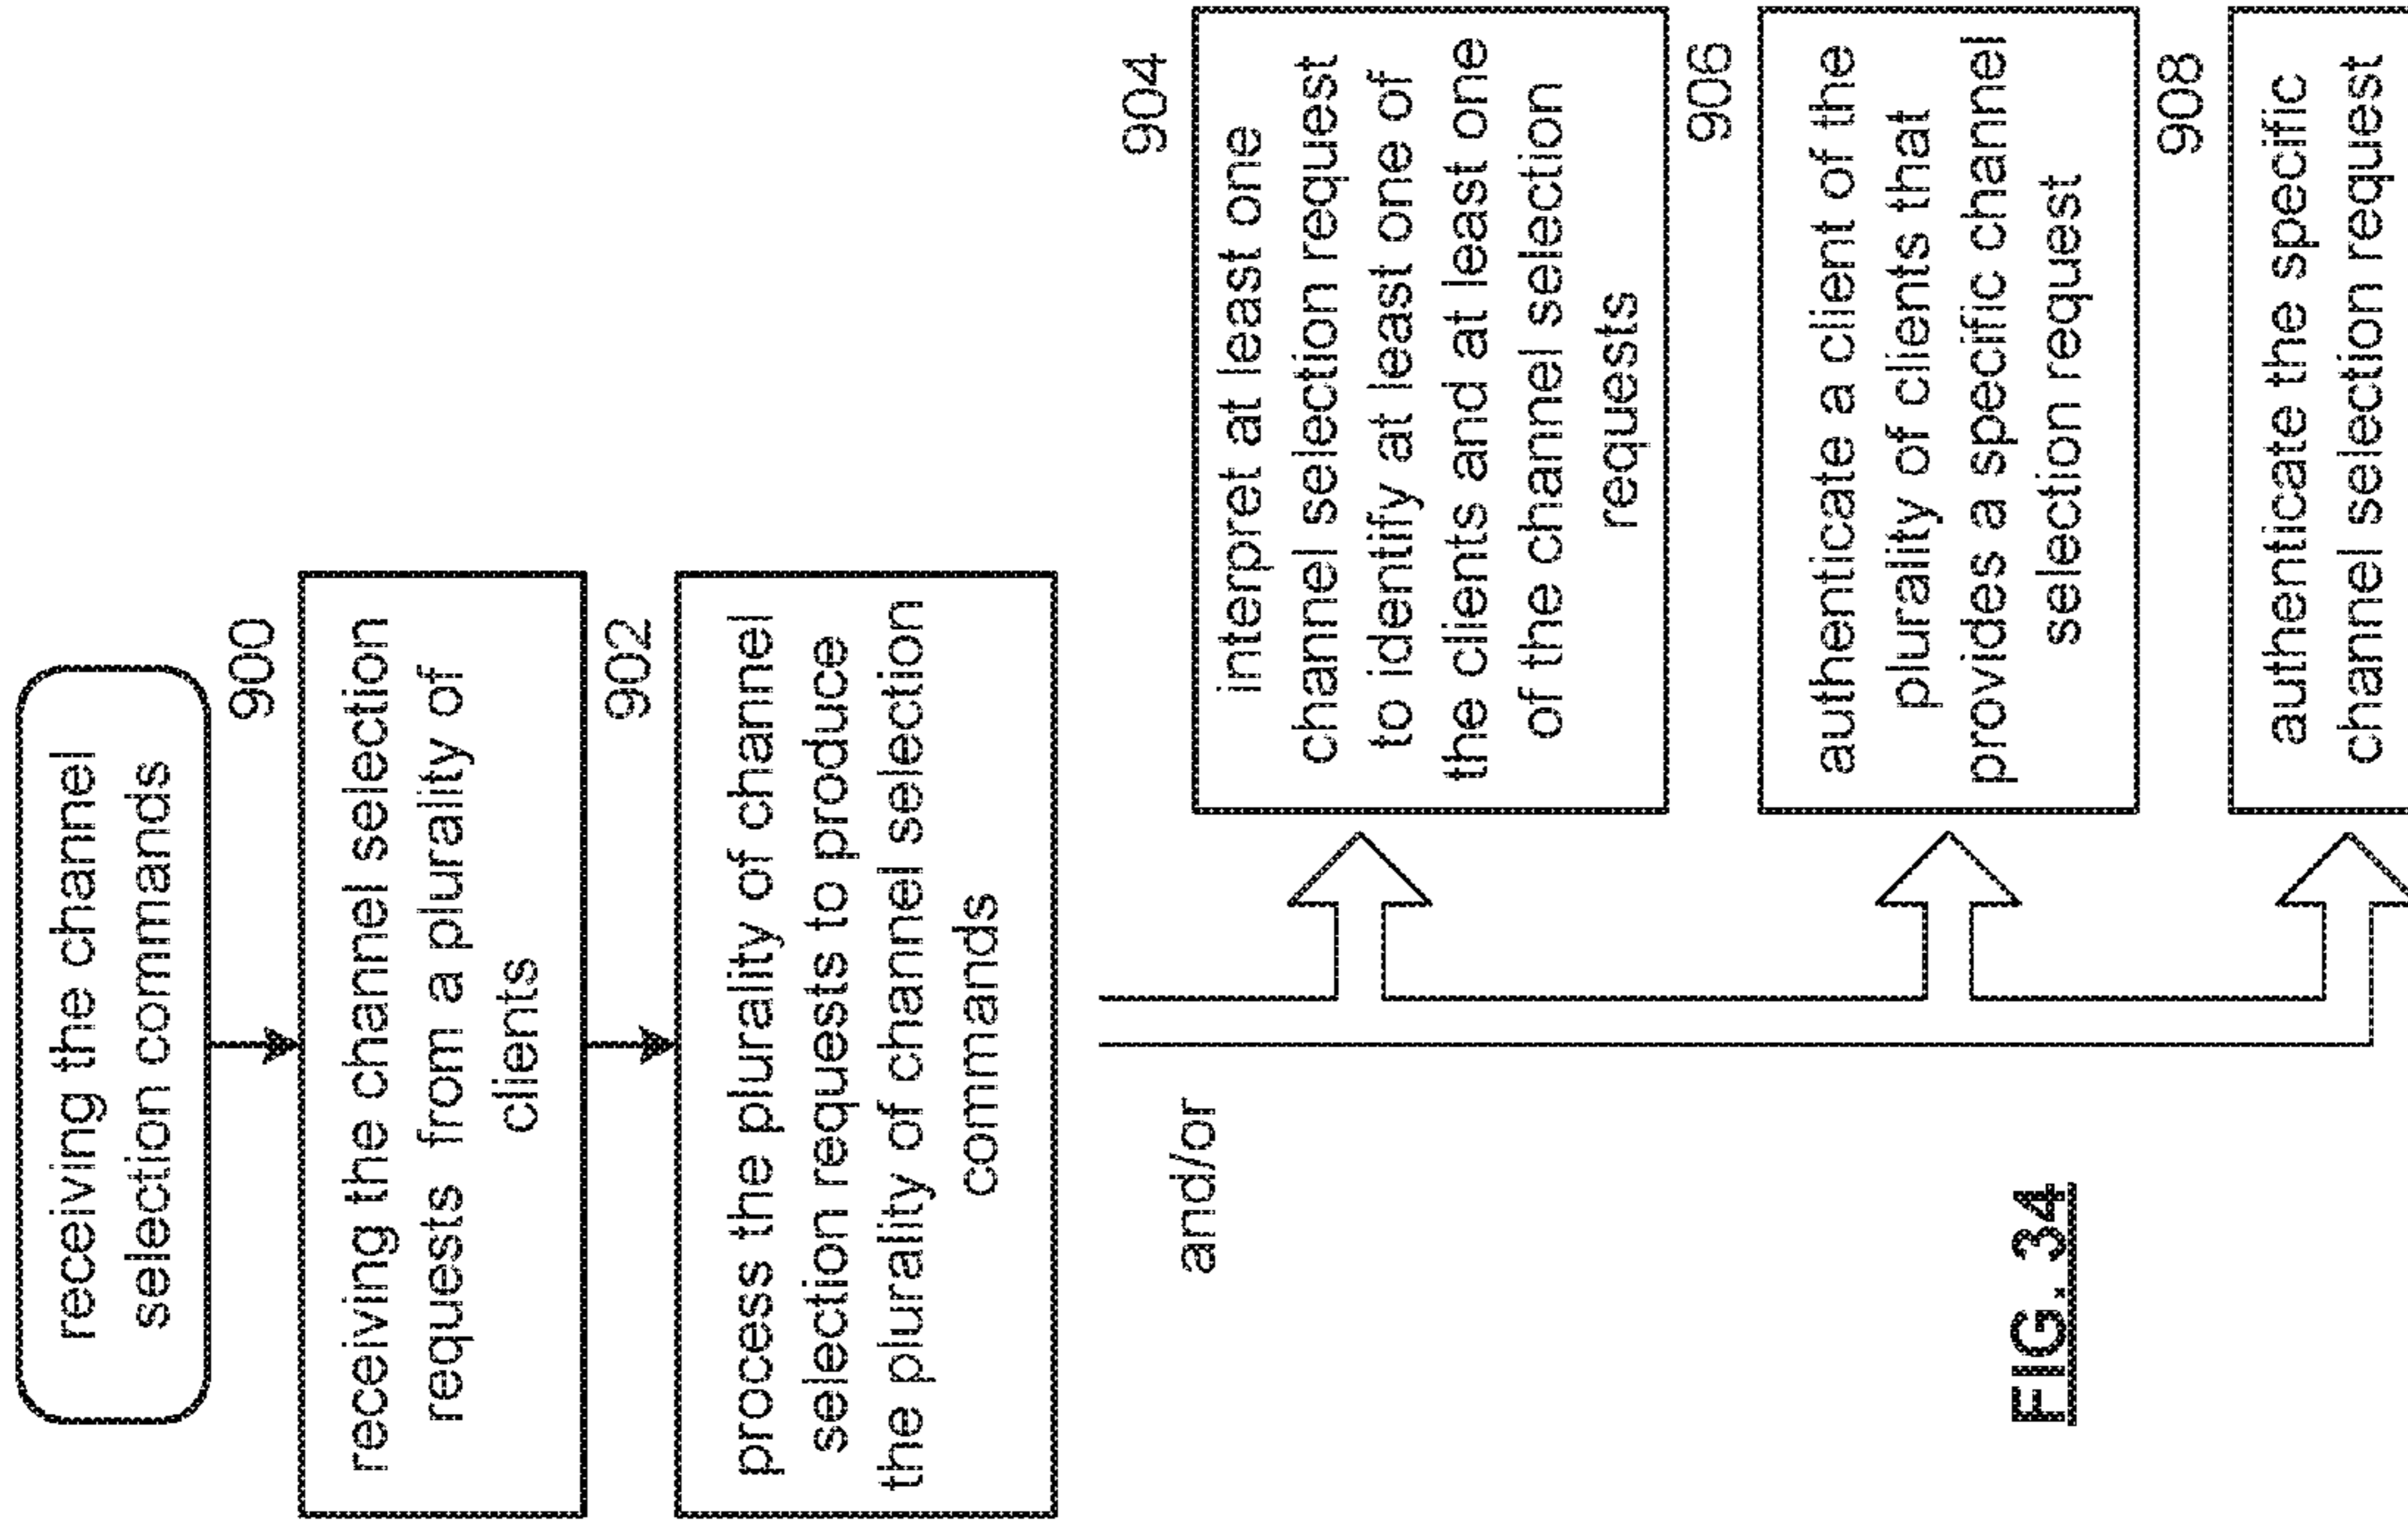 receiving the channel
selection commands
900
receiving the channel selection
requests from a plurality of
clients
902
process the plurality of channel
selection requests to produce
the plurality of channel selection
commands
and/or
904
interpret at least one
channel selection request
to identify at least one of
the clients and at least one
of the channel selection
requests
906
authenticate a client of the
plurality of clients that
provides a specific channel
selection request
908
authenticate the specific
channel selection request
FIG. 34